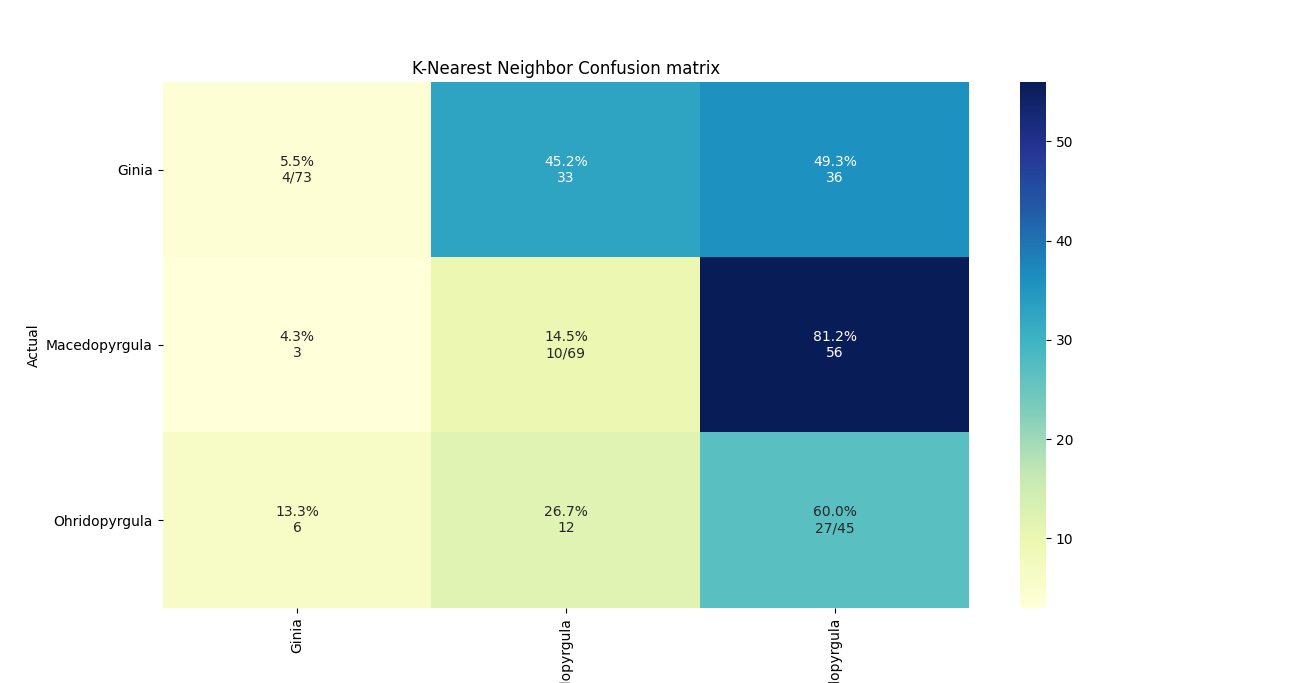 K-Nearest Neighbor Confusion matrix
Actual
Ginia
5.5%
4/73
45.2%
33
49.3%
36
Macedopyrgula
4.3%
3
14.5%
10/69
81.2%
56
Ohridopyrgula
13.3%
6
26.7%
12
60.0%
27/45
Ginia
dopyrgula
dopyrgula
50
40
30
20
10